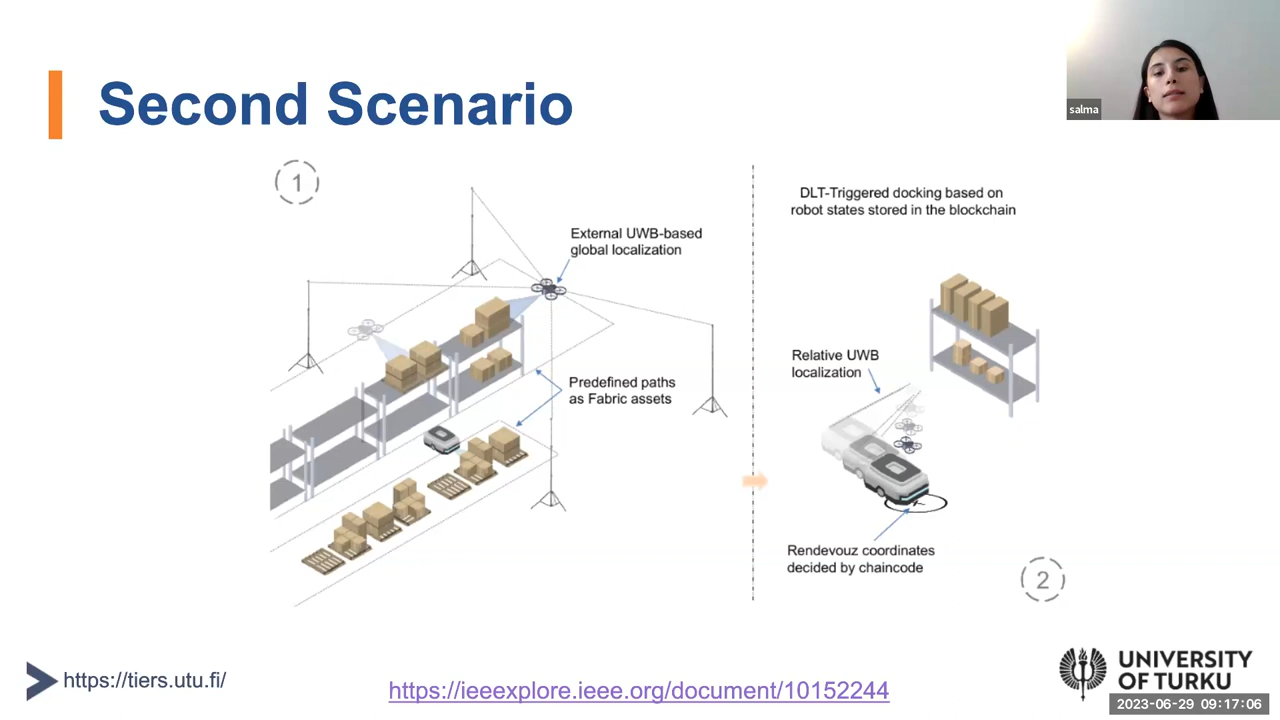 salma
Second Scenario
1
External UWB-based
global localization
Predefined paths
as Fabric assets
DLT-Triggered docking based on
robot states stored in the blockchain
Relative UWB
localization
Rendevouz coordinates
decided by chaincode
2
https://tiers.utu.fi/
https://ieeexplore.ieee.org/document/10152244
UNIVERSITY
OF TURKU
2023-06-29 09:17:06